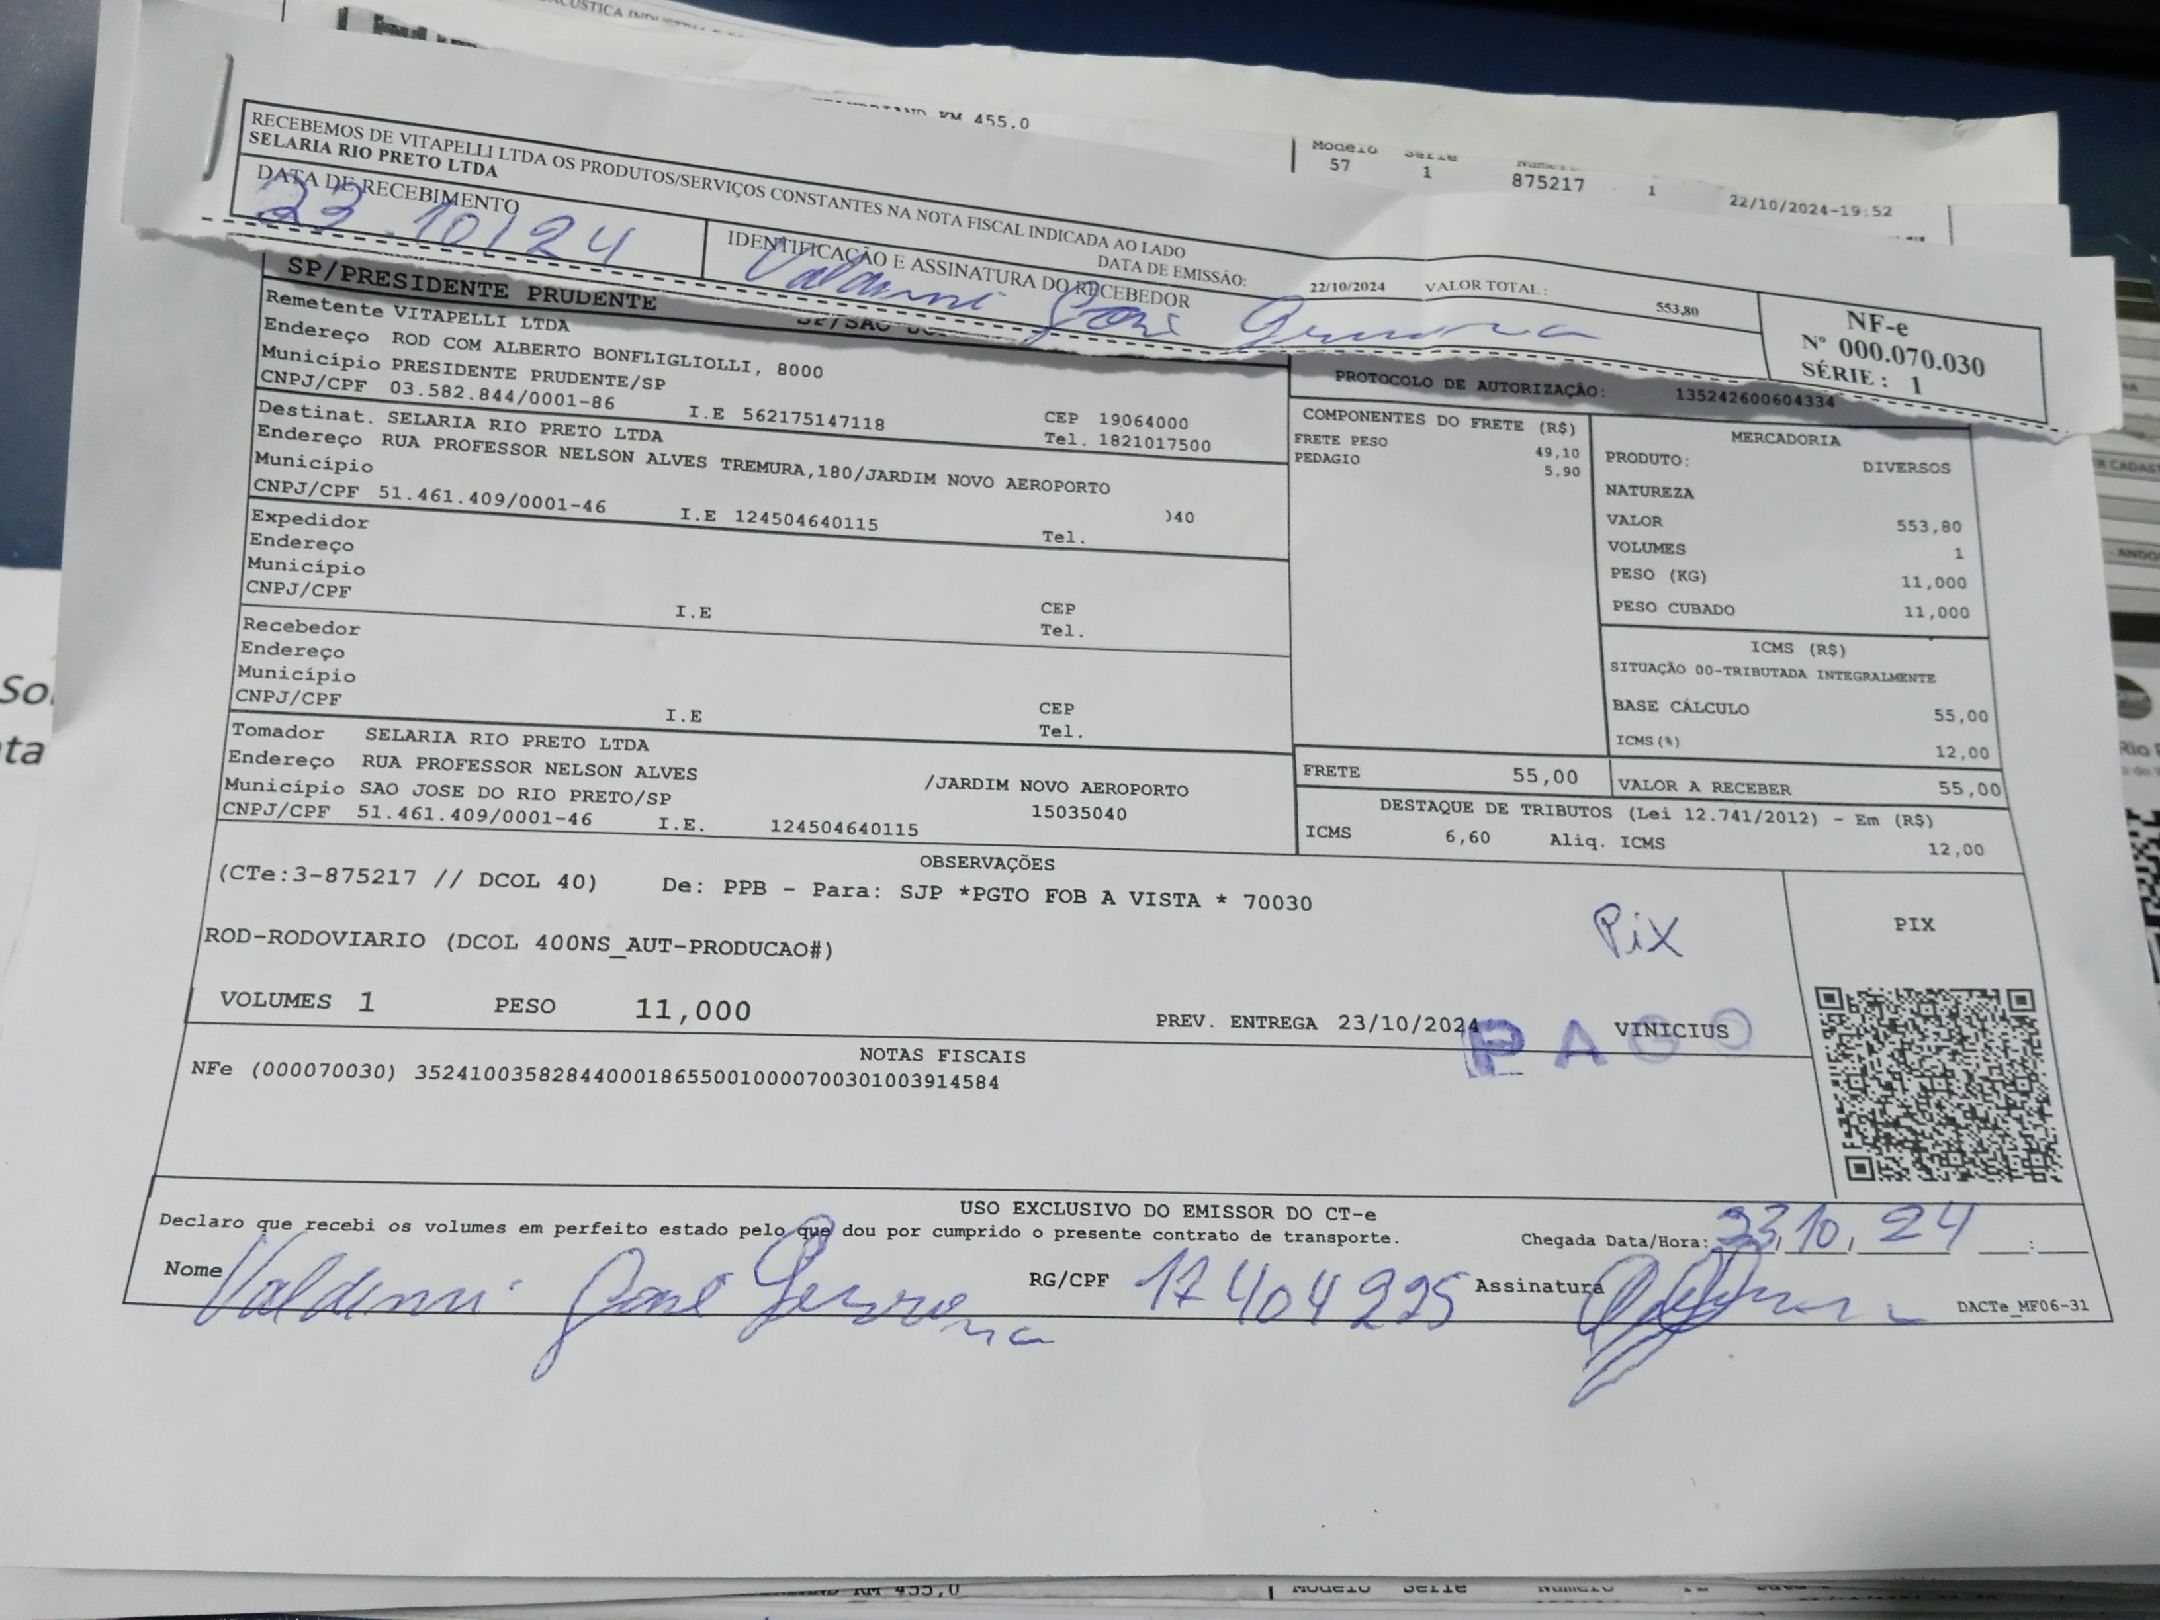 KM 455,0
57 1 875217 1 22/10/2024-19:52
RECEBEMOS DE VITAPELLI LTDA OS PRODUTOS/SERVIÇOS CONSTANTES NA NOTA FISCAL INDICADA AO LADO
SELARIA RIO PRETO LTDA
DATA DE EMISSÃO: 22/10/2024 VALOR TOTAL: 553,80
DATA DE RECEBIMENTO
23.10/24
IDENTIFICAÇÃO E ASSINATURA DO RECEBEDOR
NF-e
Nº 000.070.030
SÉRIE: 1
SP/PRESIDENTE PRUDENTE
Remetente VITAPELLI LTDA
Endereço ROD COM ALBERTO BONFLIGLIOLLI, 8000
Município PRESIDENTE PRUDENTE/SP CEP 19064000
CNPJ/CPF 03.582.844/0001-86 I.E 562175147118 Tel. 1821017500
Destinat. SELARIA RIO PRETO LTDA
Endereço RUA PROFESSOR NELSON ALVES TREMURA,180/JARDIM NOVO AEROPORTO
Município )40
CNPJ/CPF 51.461.409/0001-46 I.E 124504640115 Tel.
Expedidor
Endereço
Município CEP
CNPJ/CPF I.E Tel.
Recebedor
Endereço
Município CEP
CNPJ/CPF I.E Tel.
Tomador SELARIA RIO PRETO LTDA
Endereço RUA PROFESSOR NELSON ALVES /JARDIM NOVO AEROPORTO
Município SAO JOSE DO RIO PRETO/SP 15035040
CNPJ/CPF 51.461.409/0001-46 I.E. 124504640115
PROTOCOLO DE AUTORIZAÇÃO: 135242600604334
COMPONENTES DO FRETE (R$)
FRETE PESO 49,10
PEDAGIO 5,90
MERCADORIA
PRODUTO: DIVERSOS
NATUREZA
VALOR 553,80
VOLUMES 1
PESO (KG) 11,000
PESO CUBADO 11,000
ICMS (R$)
SITUAÇÃO 00-TRIBUTADA INTEGRALMENTE
BASE CÁLCULO 55,00
ICMS(%) 12,00
FRETE 55,00 VALOR A RECEBER 55,00
DESTAQUE DE TRIBUTOS (Lei 12.741/2012) - Em (R$)
ICMS 6,60 Aliq. ICMS 12,00
OBSERVAÇÕES
(CTe:3-875217 // DCOL 40) De: PPB - Para: SJP *PGTO FOB A VISTA * 70030
Pix
PIX
ROD-RODOVIARIO (DCOL 400NS_AUT-PRODUCAO#)
VOLUMES 1 PESO 11,000 PREV. ENTREGA 23/10/2024 VINICIUS
PAGO
NOTAS FISCAIS
NFe (000070030) 35241003582844000186550010000700301003914584
USO EXCLUSIVO DO EMISSOR DO CT-e
Declaro que recebi os volumes em perfeito estado pelo que dou por cumprido o presente contrato de transporte.
Chegada Data/Hora: 23,10,24 :
Nome RG/CPF 17404225 Assinatura
DACTe_MF06-31